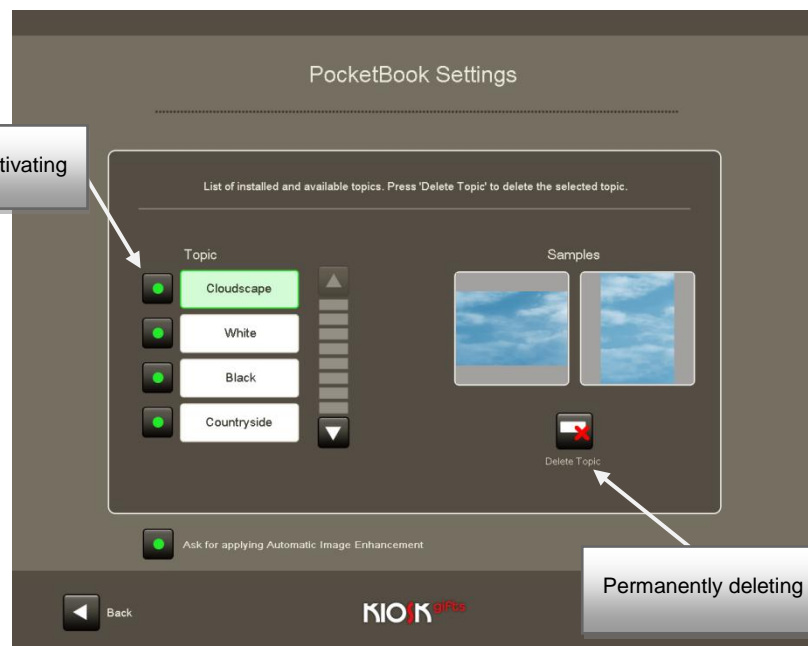 PocketBook Settings
tivating
List of installed and available topics. Press 'Delete Topic' to delete the selected topic.
Topic
Samples
Cloudscape
White
Black
Countryside
Delete Topic
Ask for applying Automatic Image Enhancement
Permanently deleting
Back
KIOSK gifts